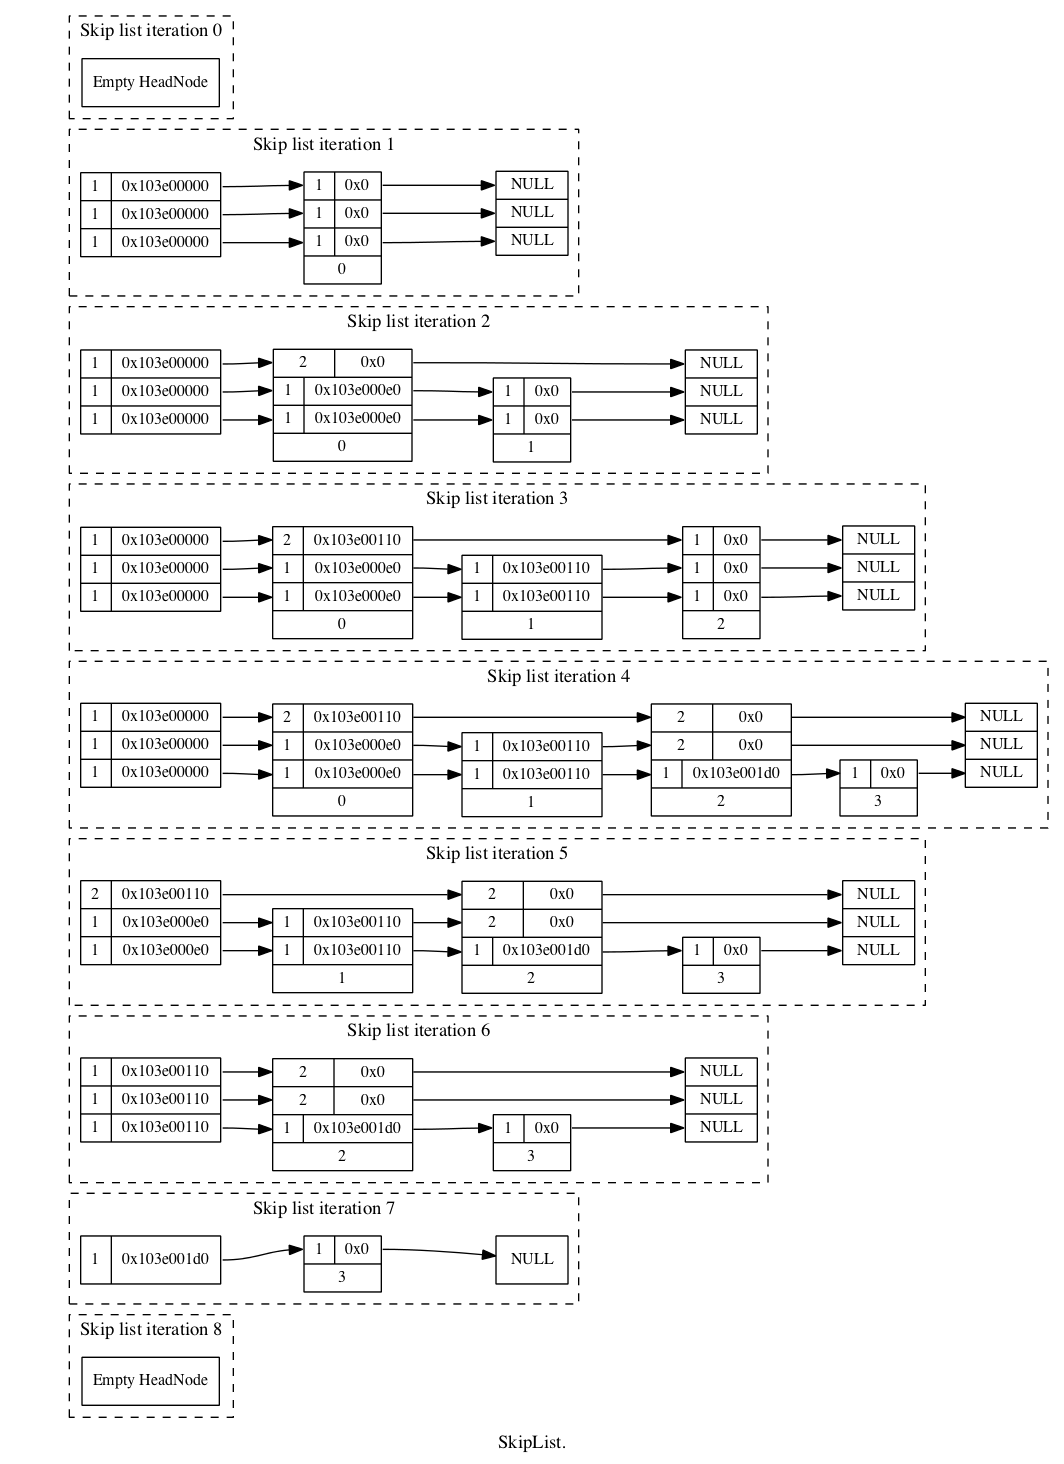 Skip list iteration 0
Empty HeadNode
Skip list iteration 1
1 0x103e00000 1 0x0 NULL
1 0x103e00000 1 0x0 NULL
1 0x103e00000 1 0x0 NULL
0
Skip list iteration 2
1 0x103e00000 2 0x0 NULL
1 0x103e00000 1 0x103e000e0 1 0x0 NULL
1 0x103e00000 1 0x103e000e0 1 0x0 NULL
0 1
Skip list iteration 3
1 0x103e00000 2 0x103e00110 1 0x0 NULL
1 0x103e00000 1 0x103e000e0 1 0x103e00110 1 0x0 NULL
1 0x103e00000 1 0x103e000e0 1 0x103e00110 1 0x0 NULL
0 1 2
Skip list iteration 4
1 0x103e00000 2 0x103e00110 2 0x0 NULL
1 0x103e00000 1 0x103e000e0 1 0x103e00110 2 0x0 NULL
1 0x103e00000 1 0x103e000e0 1 0x103e00110 1 0x103e001d0 1 0x0 NULL
0 1 2 3
Skip list iteration 5
2 0x103e00110 2 0x0 NULL
1 0x103e000e0 1 0x103e00110 2 0x0 NULL
1 0x103e000e0 1 0x103e00110 1 0x103e001d0 1 0x0 NULL
1 2 3
Skip list iteration 6
1 0x103e00110 2 0x0 NULL
1 0x103e00110 2 0x0 NULL
1 0x103e00110 1 0x103e001d0 1 0x0 NULL
2 3
Skip list iteration 7
1 0x103e001d0 1 0x0 NULL
3
Skip list iteration 8
Empty HeadNode
SkipList.